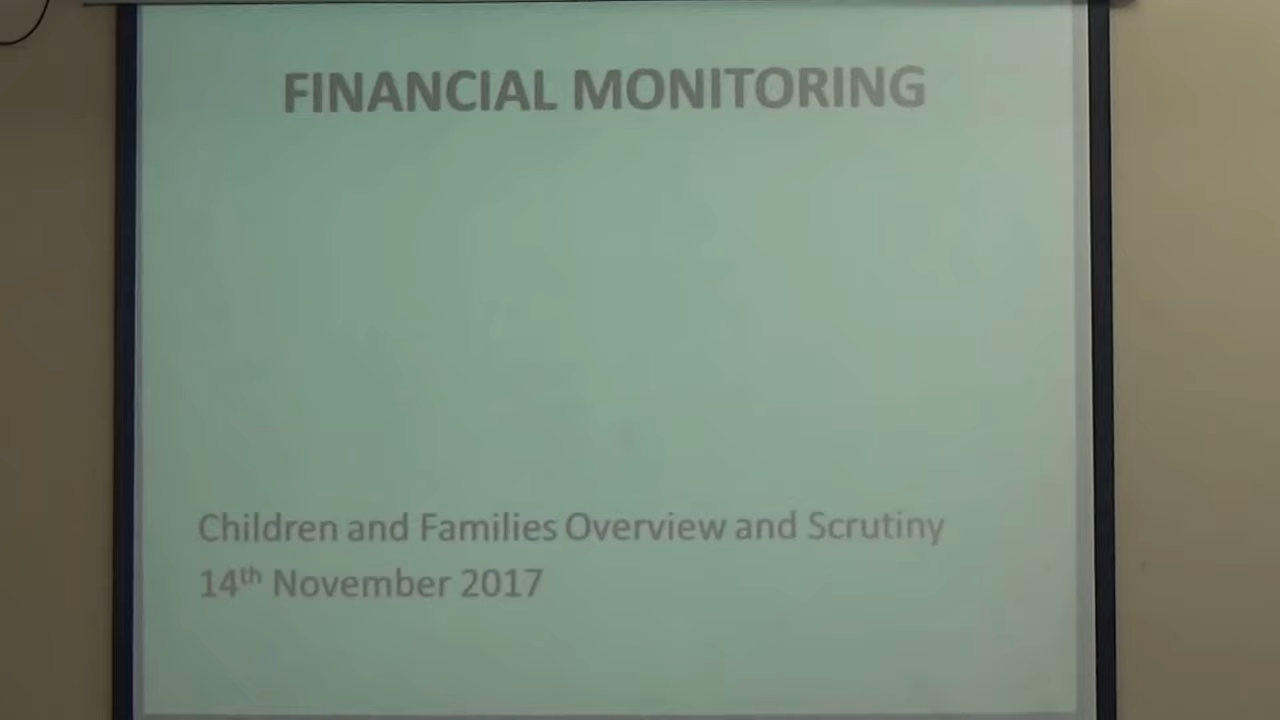 FINANCIAL MONITORING
Children and Families Overview and Scrutiny
14th November 2017